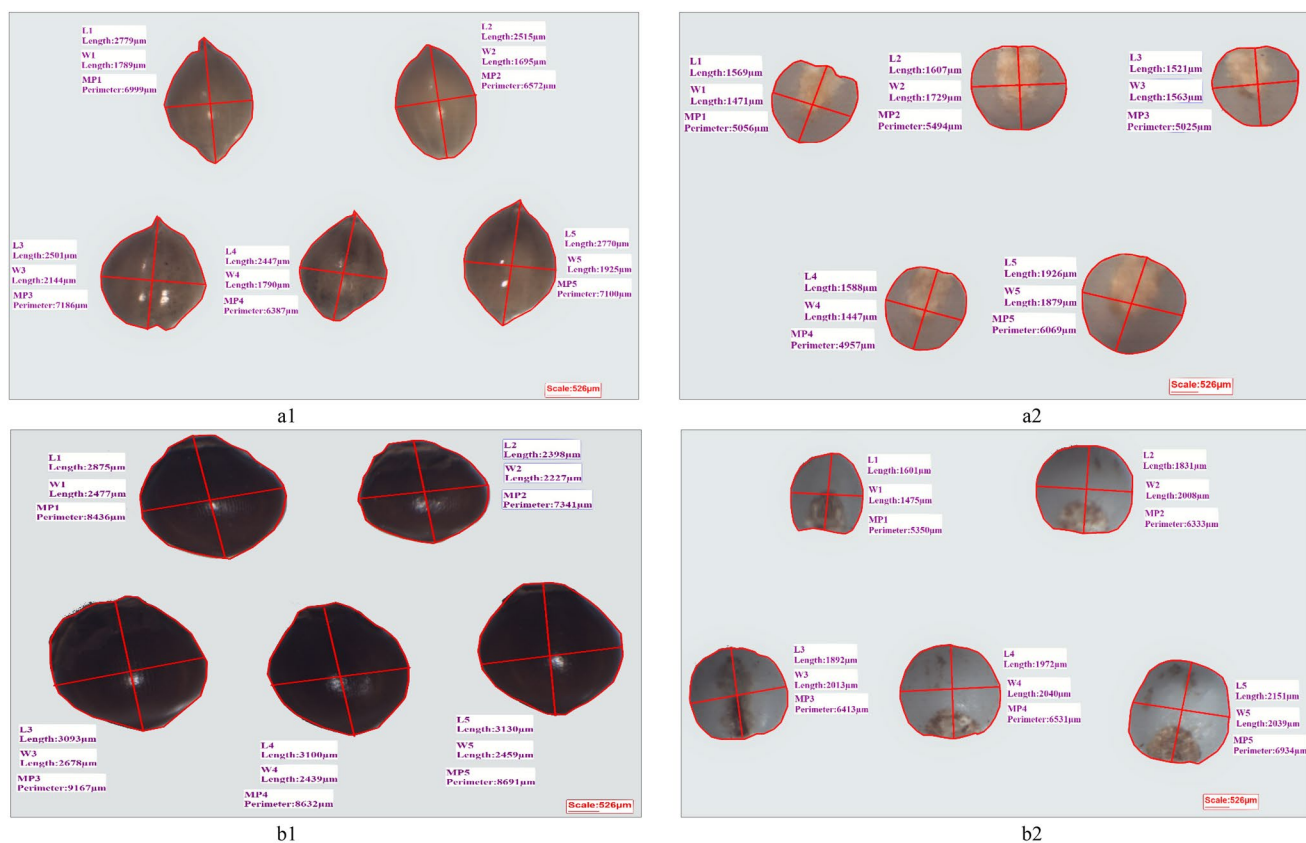 L1
Length:2779µm
W1
Length:1789µm
MP1
Perimeter:6999µm
L2
Length:2515µm
W2
Length:1695µm
MP2
Perimeter:6572µm
L3
Length:2501µm
W3
Length:2144µm
MP3
Perimeter:7186µm
L4
Length:2447µm
W4
Length:1790µm
MP4
Perimeter:6387µm
L5
Length:2770µm
W5
Length:1925µm
MP5
Perimeter:7100µm
Scale:526µm
a1
L1
Length:1569µm
W1
Length:1471µm
MP1
Perimeter:5056µm
L2
Length:1607µm
W2
Length:1729µm
MP2
Perimeter:5494µm
L3
Length:1521µm
W3
Length:1563µm
MP3
Perimeter:5025µm
L4
Length:1588µm
W4
Length:1447µm
MP4
Perimeter:4957µm
L5
Length:1926µm
W5
Length:1879µm
MP5
Perimeter:6069µm
Scale:526µm
a2
L1
Length:2875µm
W1
Length:2477µm
MP1
Perimeter:8436µm
L2
Length:2398µm
W2
Length:2227µm
MP2
Perimeter:7341µm
L3
Length:3093µm
W3
Length:2678µm
MP3
Perimeter:9167µm
L4
Length:3100µm
W4
Length:2439µm
MP4
Perimeter:8632µm
L5
Length:3130µm
W5
Length:2459µm
MP5
Perimeter:8691µm
Scale:526µm
b1
L1
Length:1601µm
W1
Length:1475µm
MP1
Perimeter:5350µm
L2
Length:1831µm
W2
Length:2008µm
MP2
Perimeter:6333µm
L3
Length:1892µm
W3
Length:2013µm
MP3
Perimeter:6413µm
L4
Length:1972µm
W4
Length:2040µm
MP4
Perimeter:6531µm
L5
Length:2151µm
W5
Length:2039µm
MP5
Perimeter:6934µm
Scale:526µm
b2